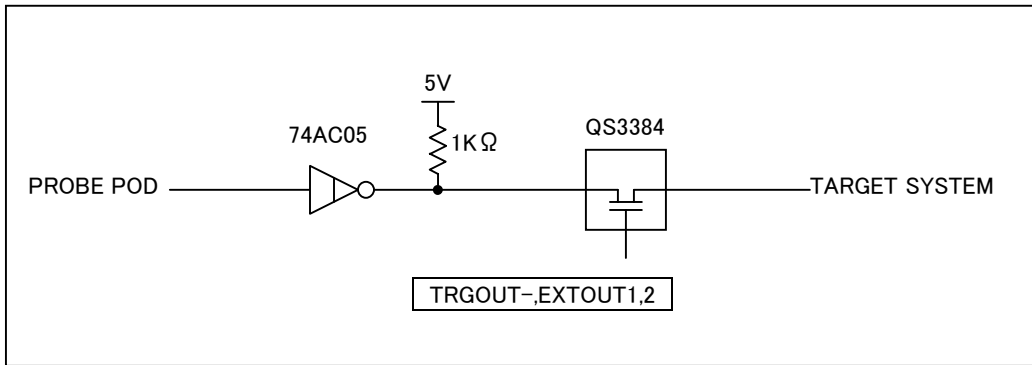 5V
74AC05
1KΩ
QS3384
PROBE POD
TARGET SYSTEM
TRGOUT-,EXTOUT1,2